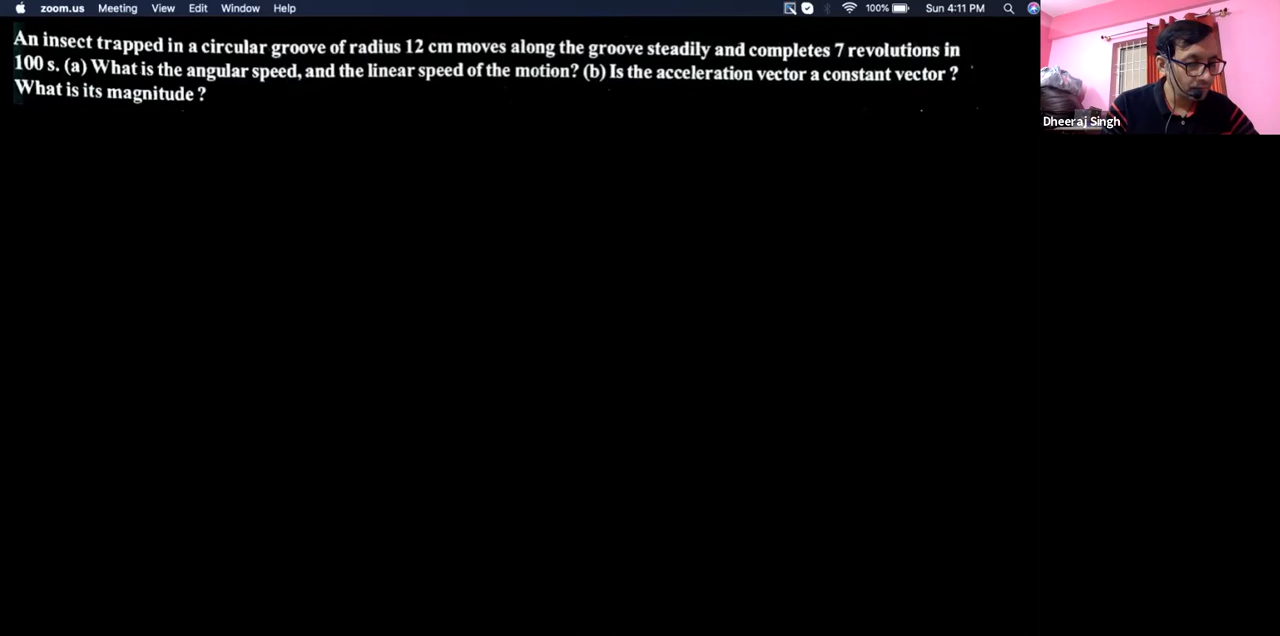 zoom.us Meeting View Edit Window Help 100% Sun 4:11 PM
An insect trapped in a circular groove of radius 12 cm moves along the groove steadily and completes 7 revolutions in
100 s. (a) What is the angular speed, and the linear speed of the motion? (b) Is the acceleration vector a constant vector ?
What is its magnitude ?
Dheeraj Singh